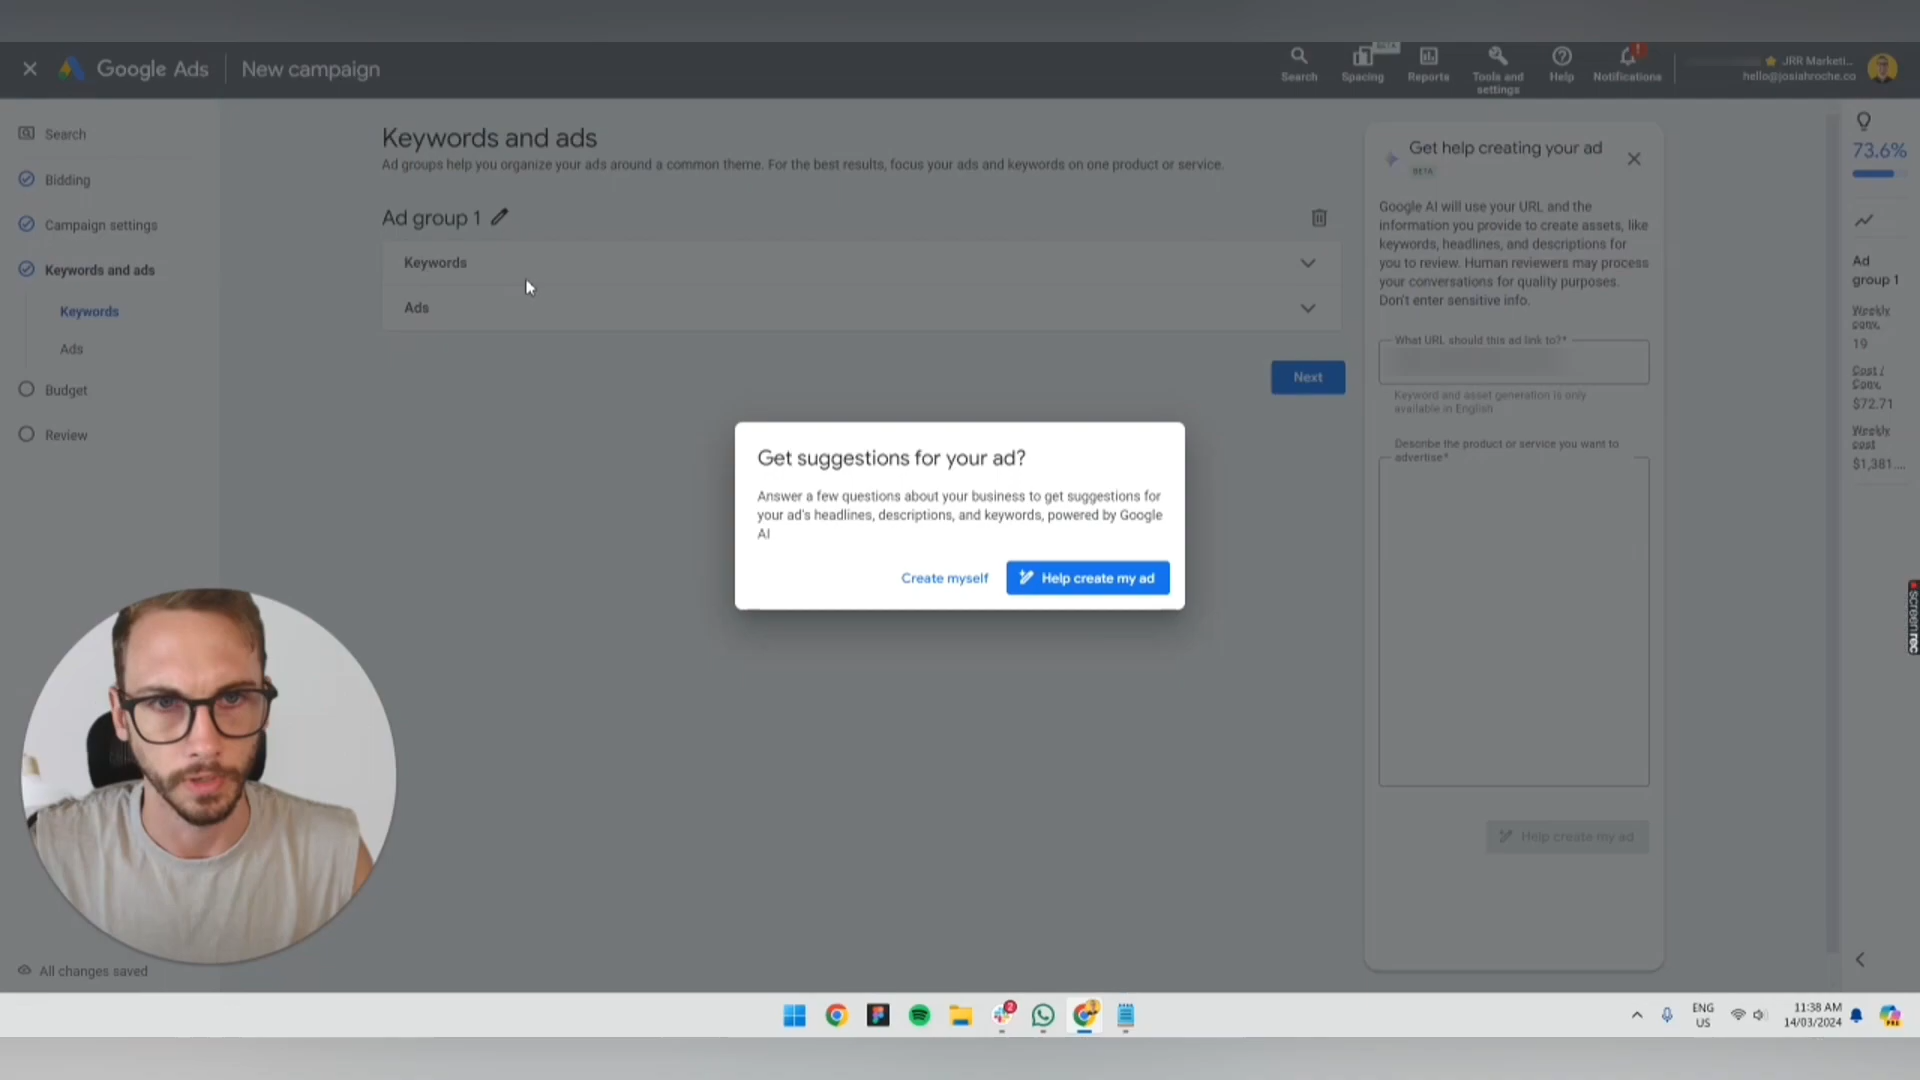 Google Ads
New campaign
Search
BETA
Spacing
Reports
Tools and
settings
Help
Notifications
!
JRR Marketi...
hello@josiahroche.co
Search
Bidding
Campaign settings
Keywords and ads
Keywords
Ads
Budget
Review
All changes saved
Keywords and ads
Ad groups help you organize your ads around a common theme. For the best results, focus your ads and keywords on one product or service.
Ad group 1
Keywords
Ads
Next
Get suggestions for your ad?
Answer a few questions about your business to get suggestions for
your ad's headlines, descriptions, and keywords, powered by Google
AI
Create myself
Help create my ad
Get help creating your ad
BETA
Google AI will use your URL and the
information you provide to create assets, like
keywords, headlines, and descriptions for
you to review. Human reviewers may process
your conversations for quality purposes.
Don't enter sensitive info.
What URL should this ad link to?*
Keyword and asset generation is only
available in English
Describe the product or service you want to
advertise*
Help create my ad
73.6%
Ad
group 1
Weekly
conv.
19
Cost /
Conv.
$72.71
Weekly
cost
$1,381....
screenrec
2
ENG
US
11:38 AM
14/03/2024
PRE